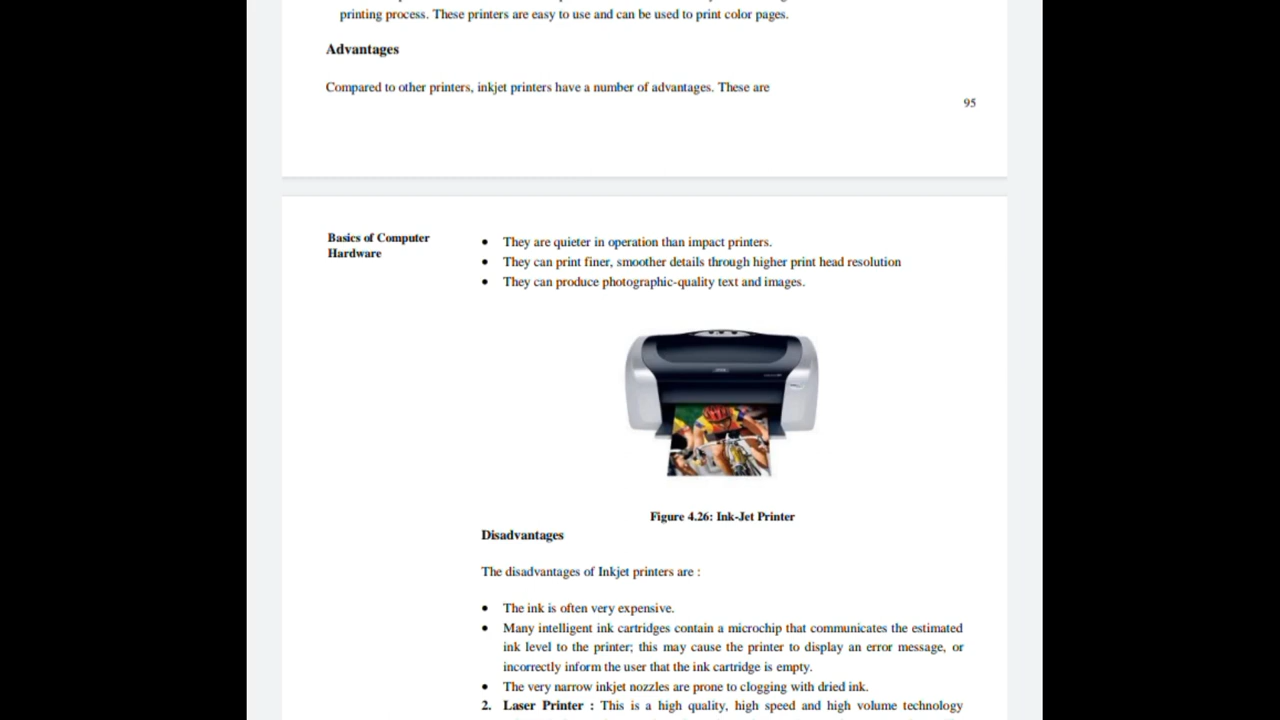 printing process. These printers are easy to use and can be used to print color pages.
Advantages
Compared to other printers, inkjet printers have a number of advantages. These are
95
Basics of Computer
Hardware
• They are quieter in operation than impact printers.
• They can print finer, smoother details through higher print head resolution
• They can produce photographic-quality text and images.
Figure 4.26: Ink-Jet Printer
Disadvantages
The disadvantages of Inkjet printers are :
• The ink is often very expensive.
• Many intelligent ink cartridges contain a microchip that communicates the estimated
ink level to the printer; this may cause the printer to display an error message, or
incorrectly inform the user that the ink cartridge is empty.
• The very narrow inkjet nozzles are prone to clogging with dried ink.
2. Laser Printer : This is a high quality, high speed and high volume technology